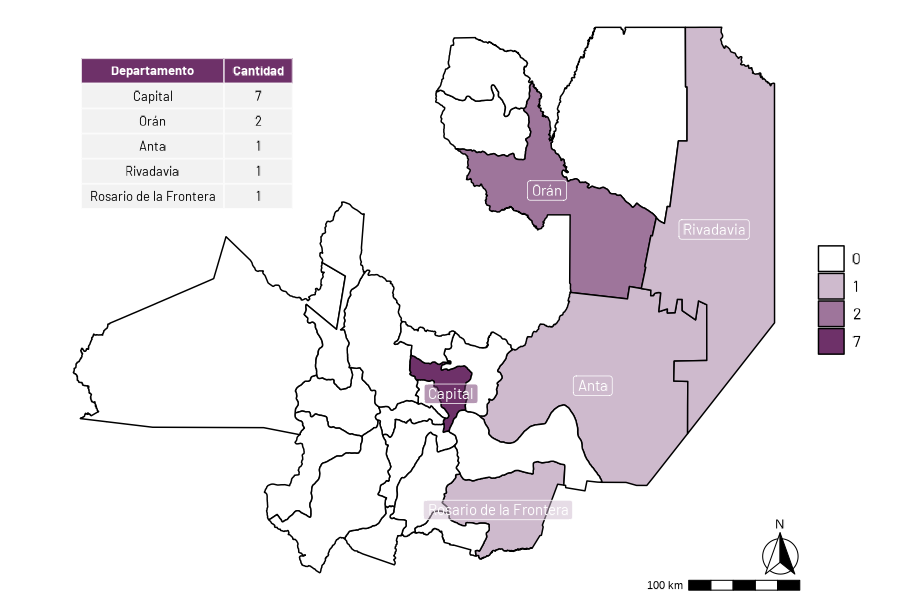 Departamento Cantidad
Capital 7
Orán 2
Anta 1
Rivadavia 1
Rosario de la Frontera 1
Orán
Rivadavia
Anta
Capital
Rosario de la Frontera
0
1
2
7
N
100 km